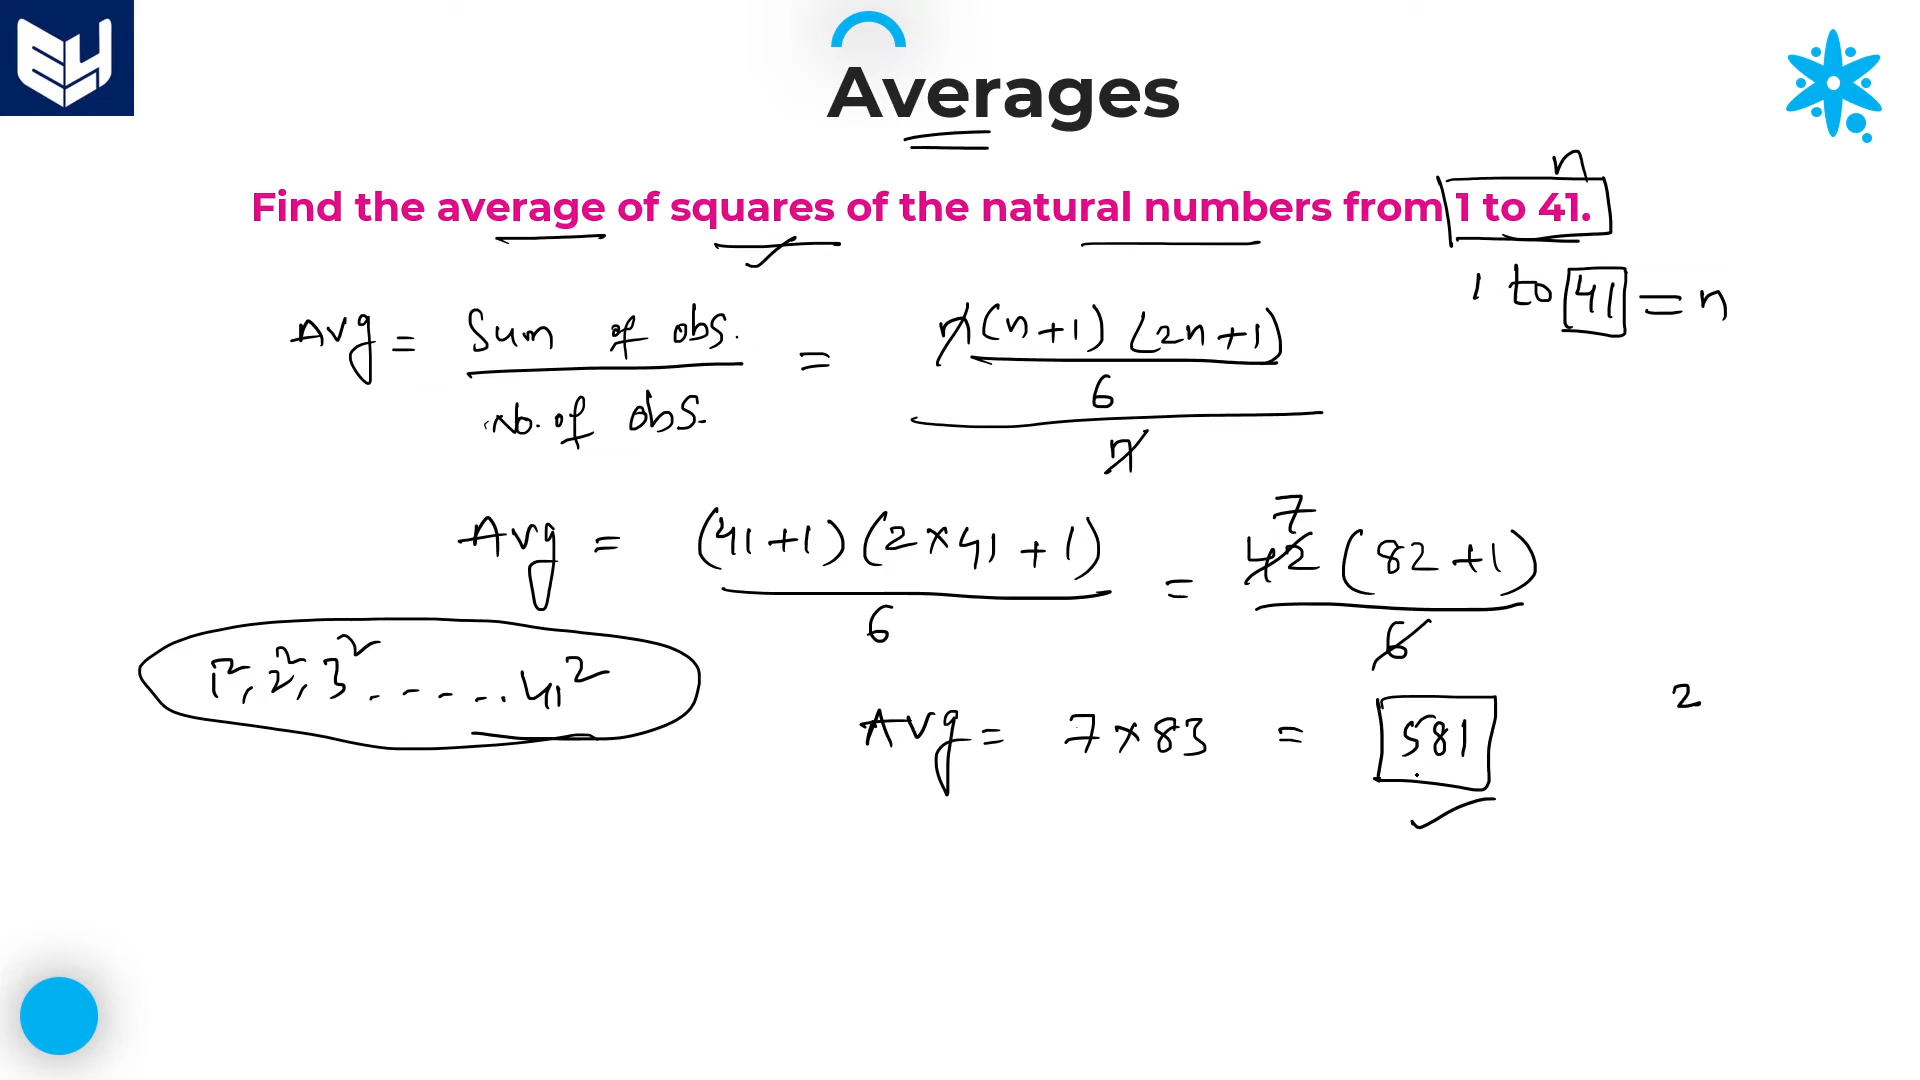 EY
Averages
n
Find the average of squares of the natural numbers from 1 to 41.
1 to 41 = n
Avg = Sum of obs. / No. of obs. = n(n+1)(2n+1) / 6 / n
Avg = (41+1)(2×41+1) / 6 = 42 7 (82+1) / 6
1², 2², 3² - - - - .. 41²
2
Avg = 7×83 = 581